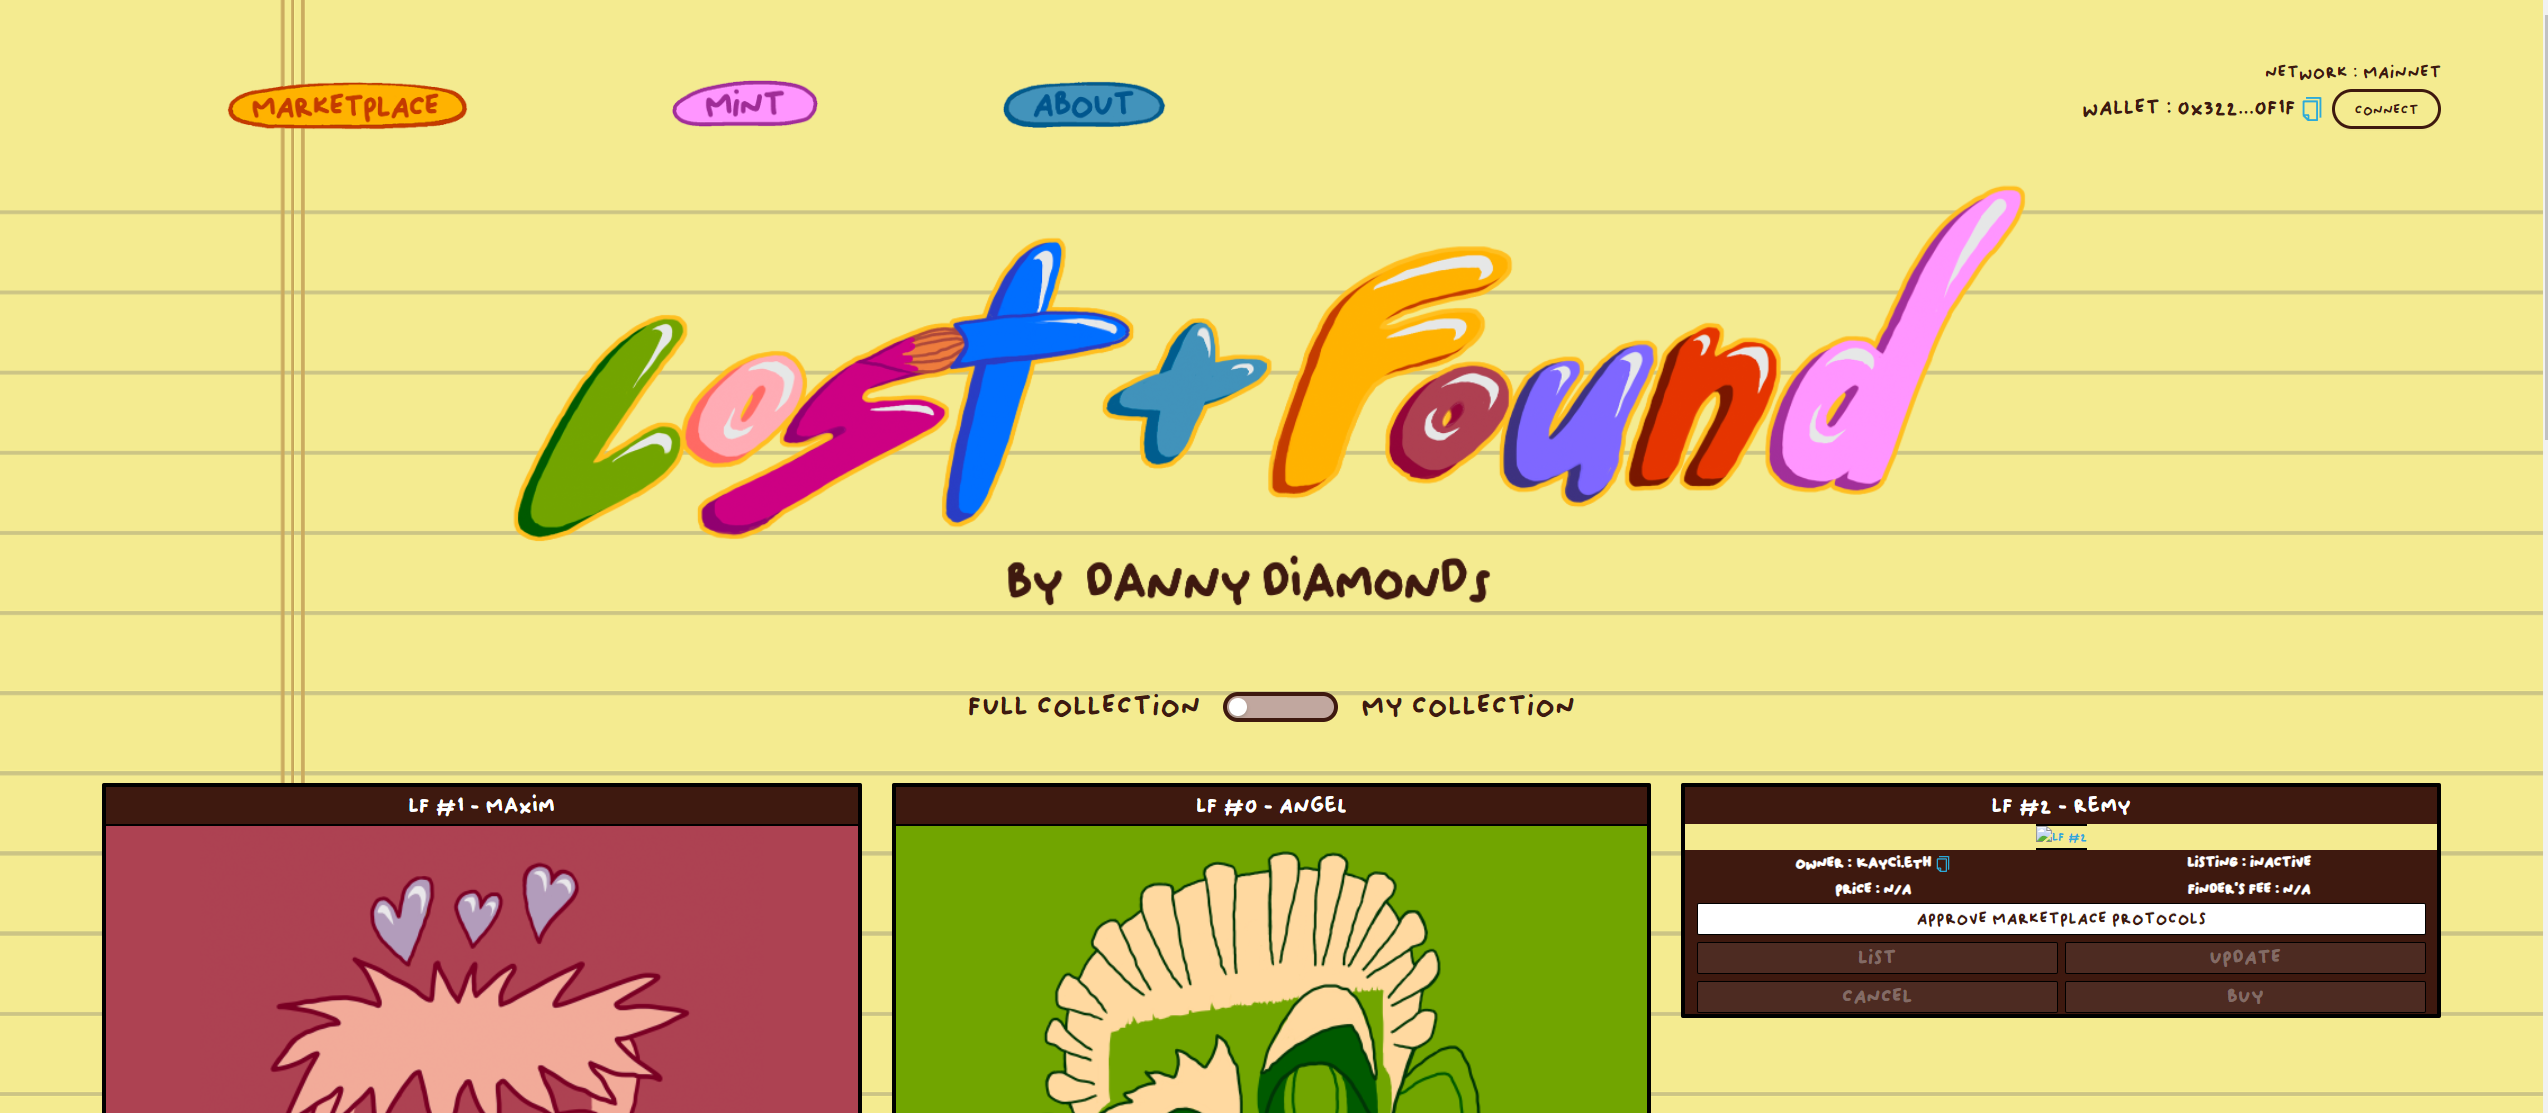 MARKETPLACE
MiNT
ABOUT
NETWORK : MAiNNET
WALLET : 0x322...0F1F
CONNECT
Lost + Found
BY DANNY DiAMONDS
FULL COLLECTiON
MY COLLECTiON
LF #1 - MAXiM
LF #0 - ANGEL
LF #2 - REMY
LF #2
OWNER : KAYCi.ETH
LiSTiNG : iNACTiVE
PRiCE : N/A
FiNDER'S FEE : N/A
APPROVE MARKETPLACE PROTOCOLS
LiST
UPDATE
CANCEL
BUY